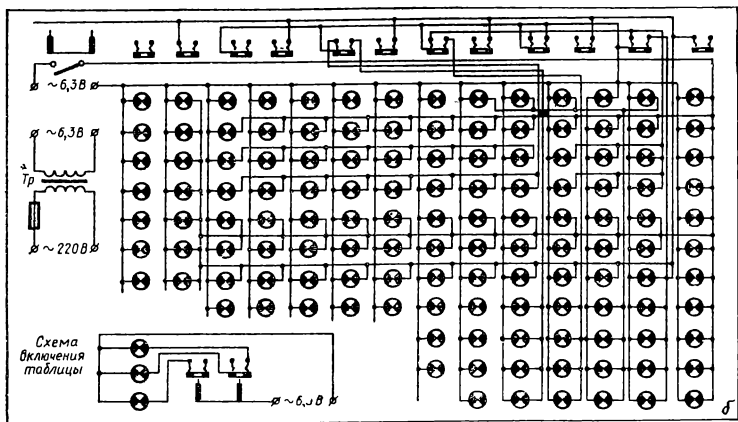 ~6,3В
~6,3В
Тр
~220В
Схема
включения
таблицы
~6,3В
б